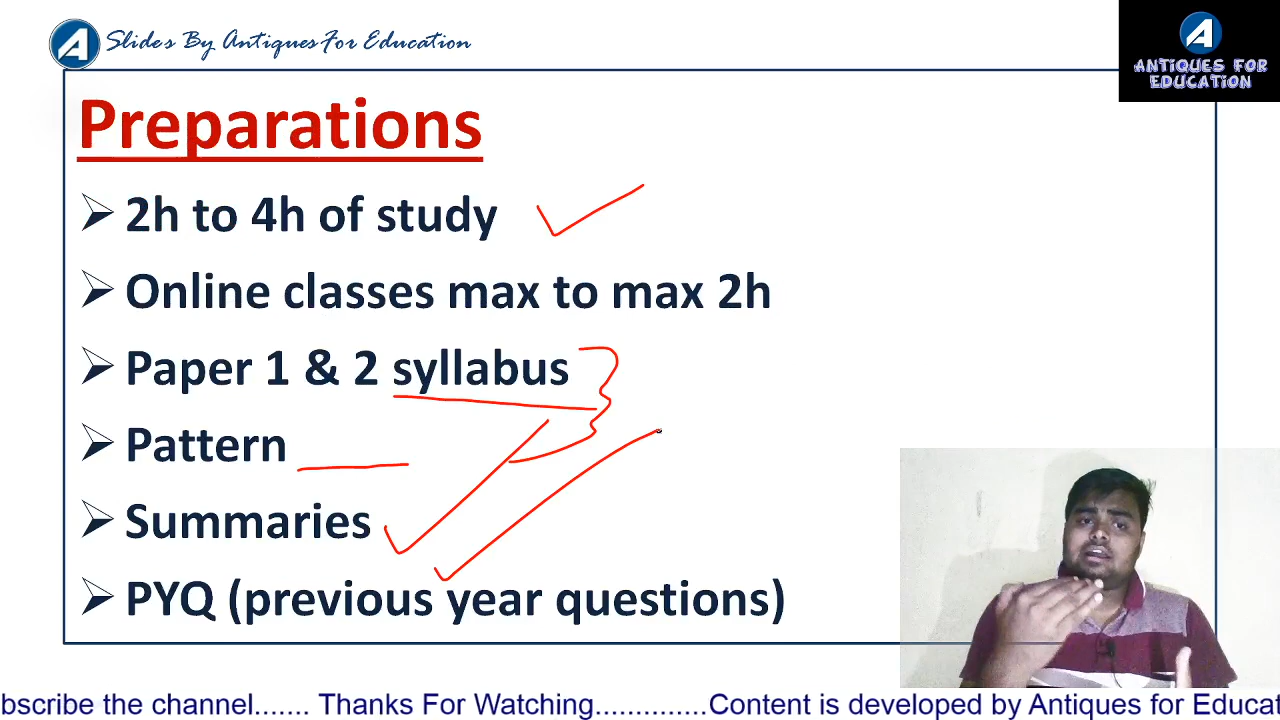 Slides By Antiques For Education
A
ANTIQUES FOR
EDUCATION
Preparations
2h to 4h of study
Online classes max to max 2h
Paper 1 & 2 syllabus
Pattern
Summaries
PYQ (previous year questions)
bscribe the channel....... Thanks For Watching..............Content is developed by Antiques for Educat